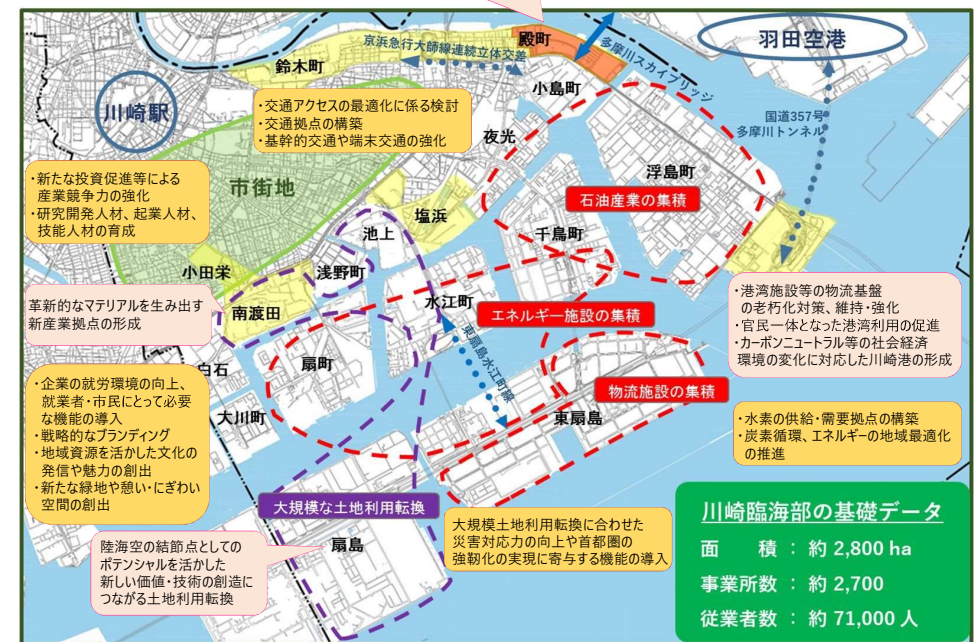 殿町
羽田空港
京浜急行大師線連続立体交差
鈴木町
多摩川スカイブリッジ
小島町
川崎駅
・交通アクセスの最適化に係る検討
・交通拠点の構築
・基幹的交通や端末交通の強化
夜光
国道357号
多摩川トンネル
浮島町
・新たな投資促進等による
産業競争力の強化
・研究開発人材、起業人材、
技能人材の育成
市街地
石油産業の集積
塩浜
池上
千鳥町
小田栄
浅野町
革新的なマテリアルを生み出す
新産業拠点の形成
南渡田
水江町
エネルギー施設の集積
・港湾施設等の物流基盤
の老朽化対策、維持・強化
・官民一体となった港湾利用の促進
・カーボンニュートラル等の社会経済
環境の変化に対応した川崎港の形成
白石
扇町
東扇島水江町線
物流施設の集積
・企業の就労環境の向上、
就業者・市民にとって必要
な機能の導入
・戦略的なブランディング
・地域資源を活かした文化の
発信や魅力の創出
・新たな緑地や憩い・にぎわい
空間の創出
大川町
東扇島
・水素の供給・需要拠点の構築
・炭素循環、エネルギーの地域最適化
の推進
大規模な土地利用転換
扇島
大規模土地利用転換に合わせた
災害対応力の向上や首都圏の
強靭化の実現に寄与する機能の導入
陸海空の結節点としての
ポテンシャルを活かした
新しい価値・技術の創造に
つながる土地利用転換
川崎臨海部の基礎データ
面　積 ： 約 2,800 ha
事業所数 ： 約 2,700
従業者数 ： 約 71,000 人